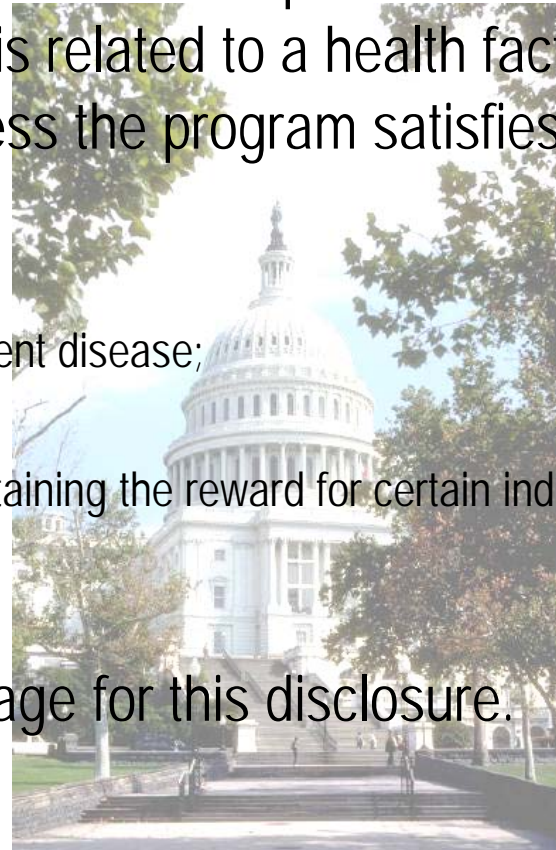 is related to a health fact
ess the program satisfies
ent disease;
taining the reward for certain ind
age for this disclosure.